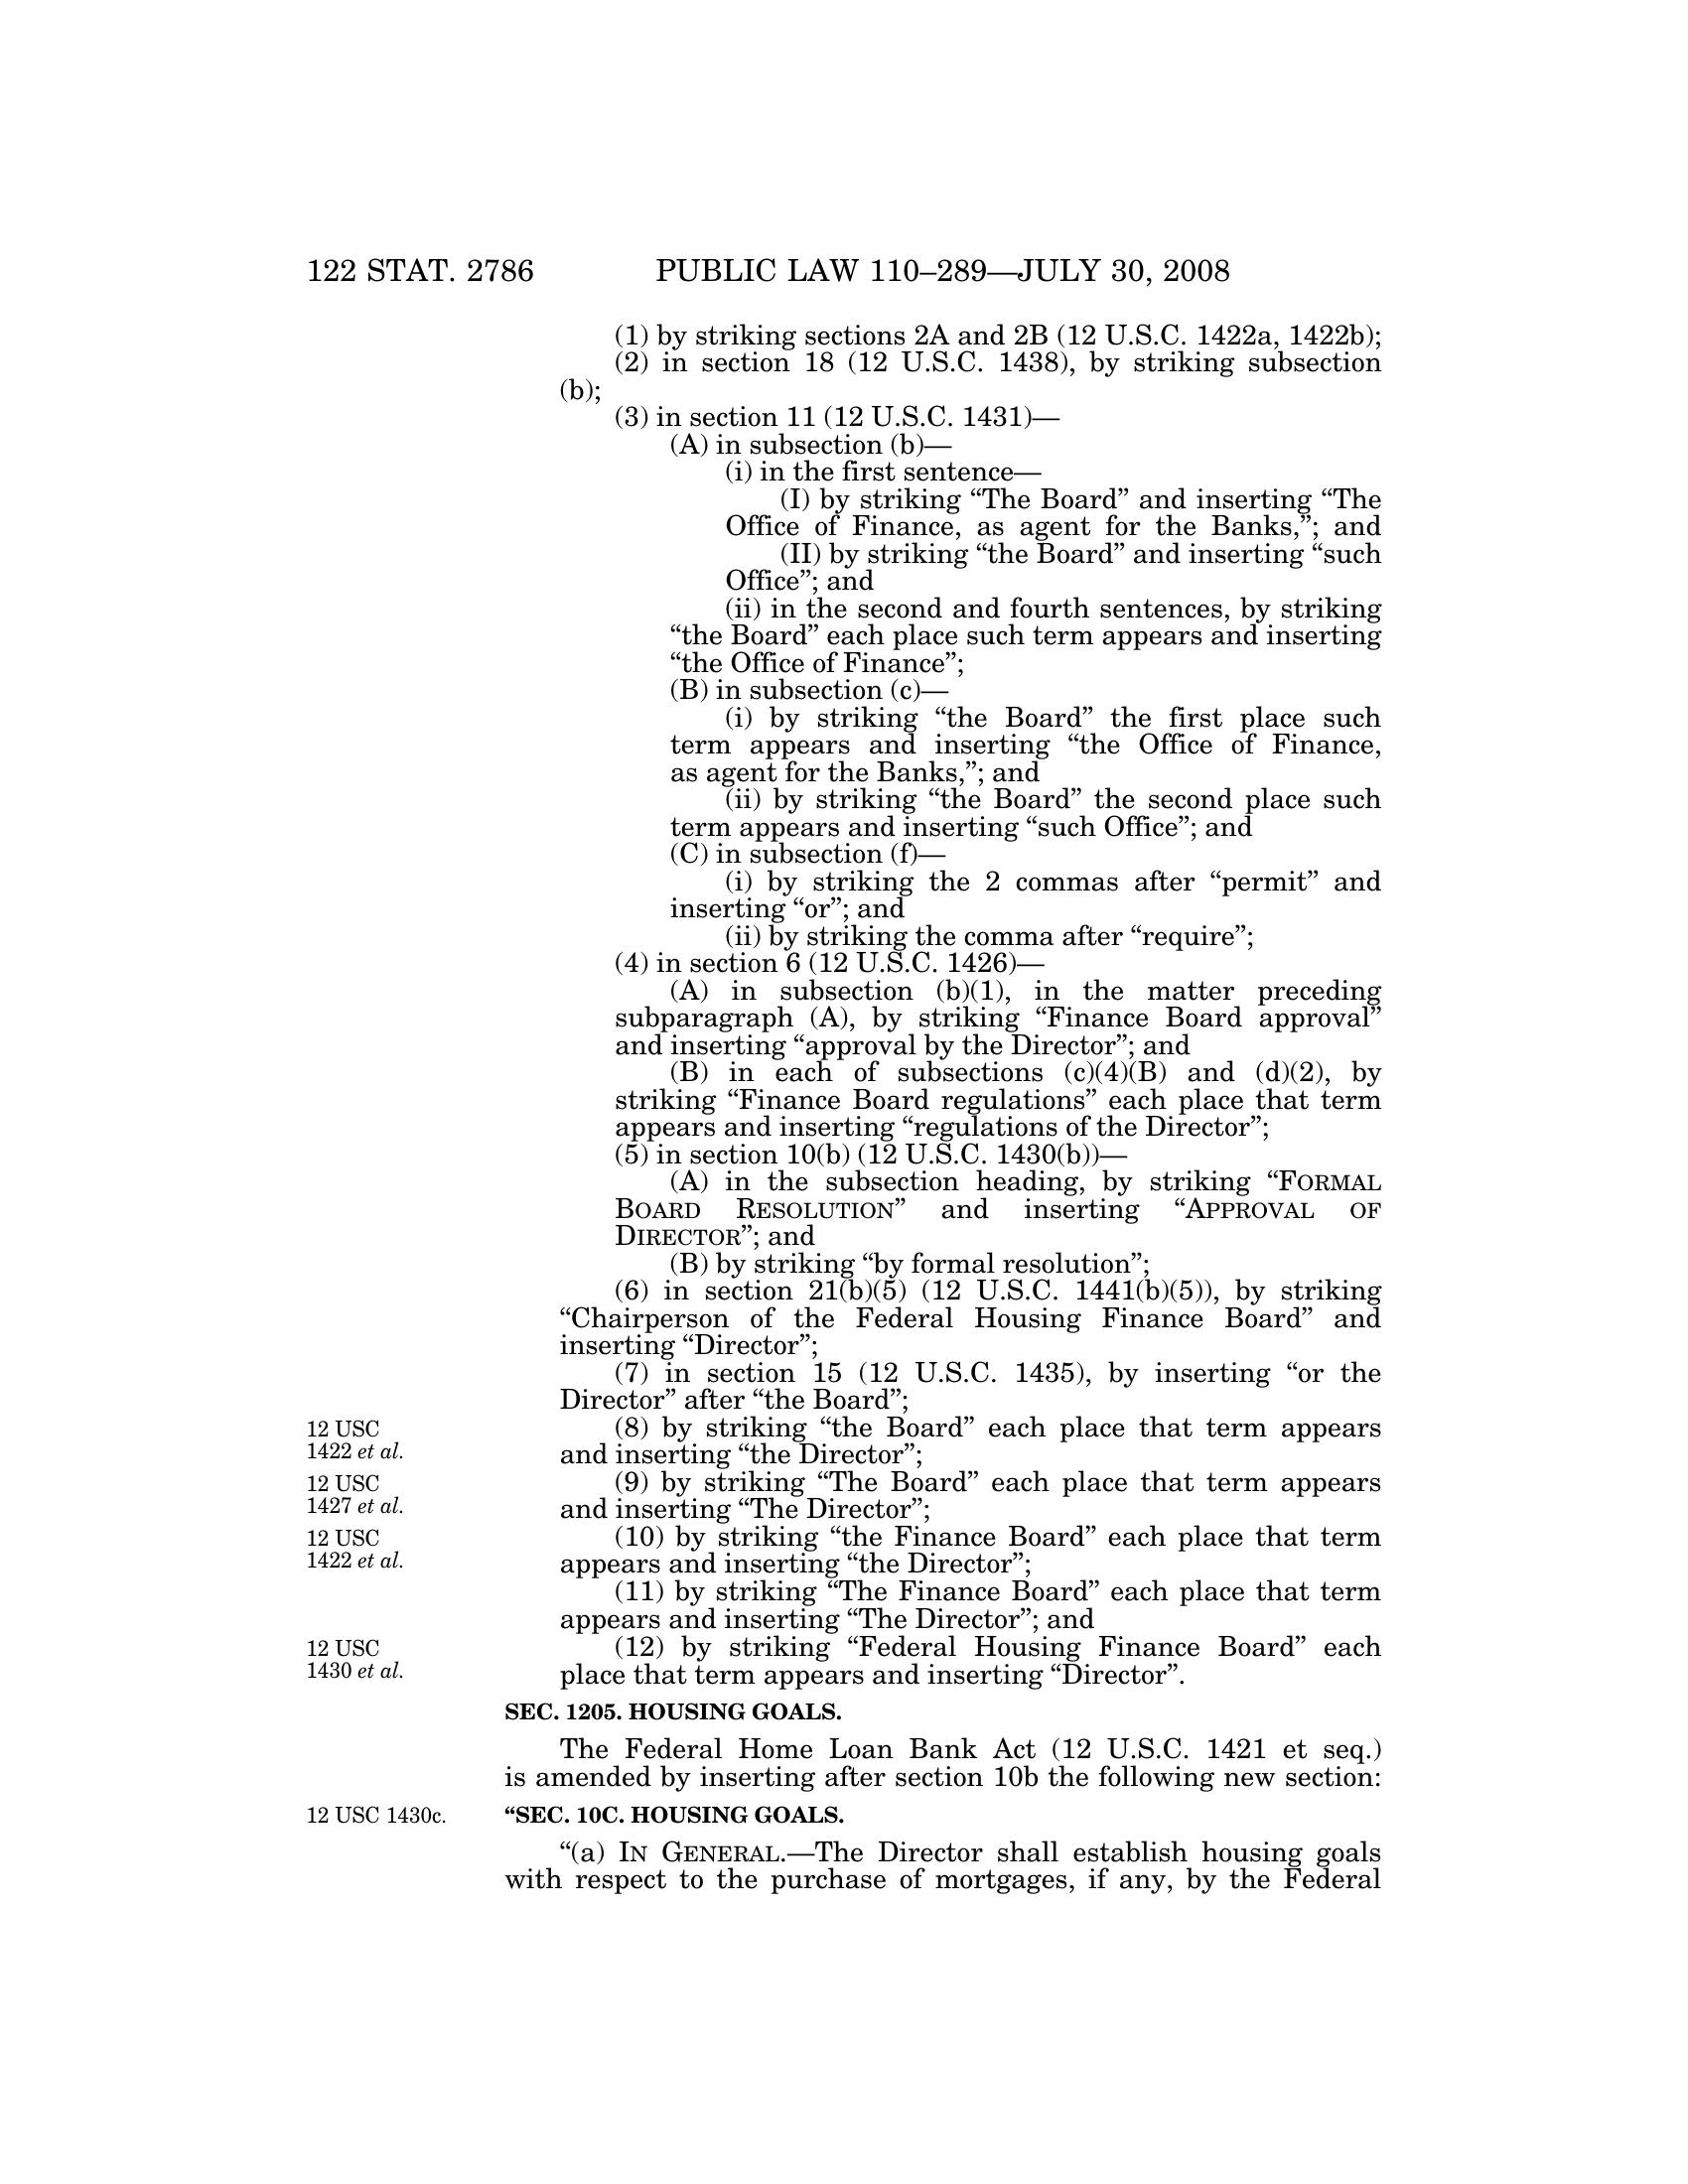 122 STAT. 2786 PUBLIC LAW 110–289—JULY 30, 2008
(1) by striking sections 2A and 2B (12 U.S.C. 1422a, 1422b);
(2) in section 18 (12 U.S.C. 1438), by striking subsection
(b);
(3) in section 11 (12 U.S.C. 1431)—
(A) in subsection (b)—
(i) in the first sentence—
(I) by striking “The Board” and inserting “The
Office of Finance, as agent for the Banks,”; and
(II) by striking “the Board” and inserting “such
Office”; and
(ii) in the second and fourth sentences, by striking
“the Board” each place such term appears and inserting
“the Office of Finance”;
(B) in subsection (c)—
(i) by striking “the Board” the first place such
term appears and inserting “the Office of Finance,
as agent for the Banks,”; and
(ii) by striking “the Board” the second place such
term appears and inserting “such Office”; and
(C) in subsection (f)—
(i) by striking the 2 commas after “permit” and
inserting “or”; and
(ii) by striking the comma after “require”;
(4) in section 6 (12 U.S.C. 1426)—
(A) in subsection (b)(1), in the matter preceding
subparagraph (A), by striking “Finance Board approval”
and inserting “approval by the Director”; and
(B) in each of subsections (c)(4)(B) and (d)(2), by
striking “Finance Board regulations” each place that term
appears and inserting “regulations of the Director”;
(5) in section 10(b) (12 U.S.C. 1430(b))—
(A) in the subsection heading, by striking “FORMAL
BOARD RESOLUTION” and inserting “APPROVAL OF
DIRECTOR”; and
(B) by striking “by formal resolution”;
(6) in section 21(b)(5) (12 U.S.C. 1441(b)(5)), by striking
“Chairperson of the Federal Housing Finance Board” and
inserting “Director”;
(7) in section 15 (12 U.S.C. 1435), by inserting “or the
Director” after “the Board”;
12 USC
1422 et al.
(8) by striking “the Board” each place that term appears
and inserting “the Director”;
12 USC
1427 et al.
(9) by striking “The Board” each place that term appears
and inserting “The Director”;
12 USC
1422 et al.
(10) by striking “the Finance Board” each place that term
appears and inserting “the Director”;
(11) by striking “The Finance Board” each place that term
appears and inserting “The Director”; and
12 USC
1430 et al.
(12) by striking “Federal Housing Finance Board” each
place that term appears and inserting “Director”.
SEC. 1205. HOUSING GOALS.
The Federal Home Loan Bank Act (12 U.S.C. 1421 et seq.)
is amended by inserting after section 10b the following new section:
12 USC 1430c.
“SEC. 10C. HOUSING GOALS.
“(a) IN GENERAL.—The Director shall establish housing goals
with respect to the purchase of mortgages, if any, by the Federal